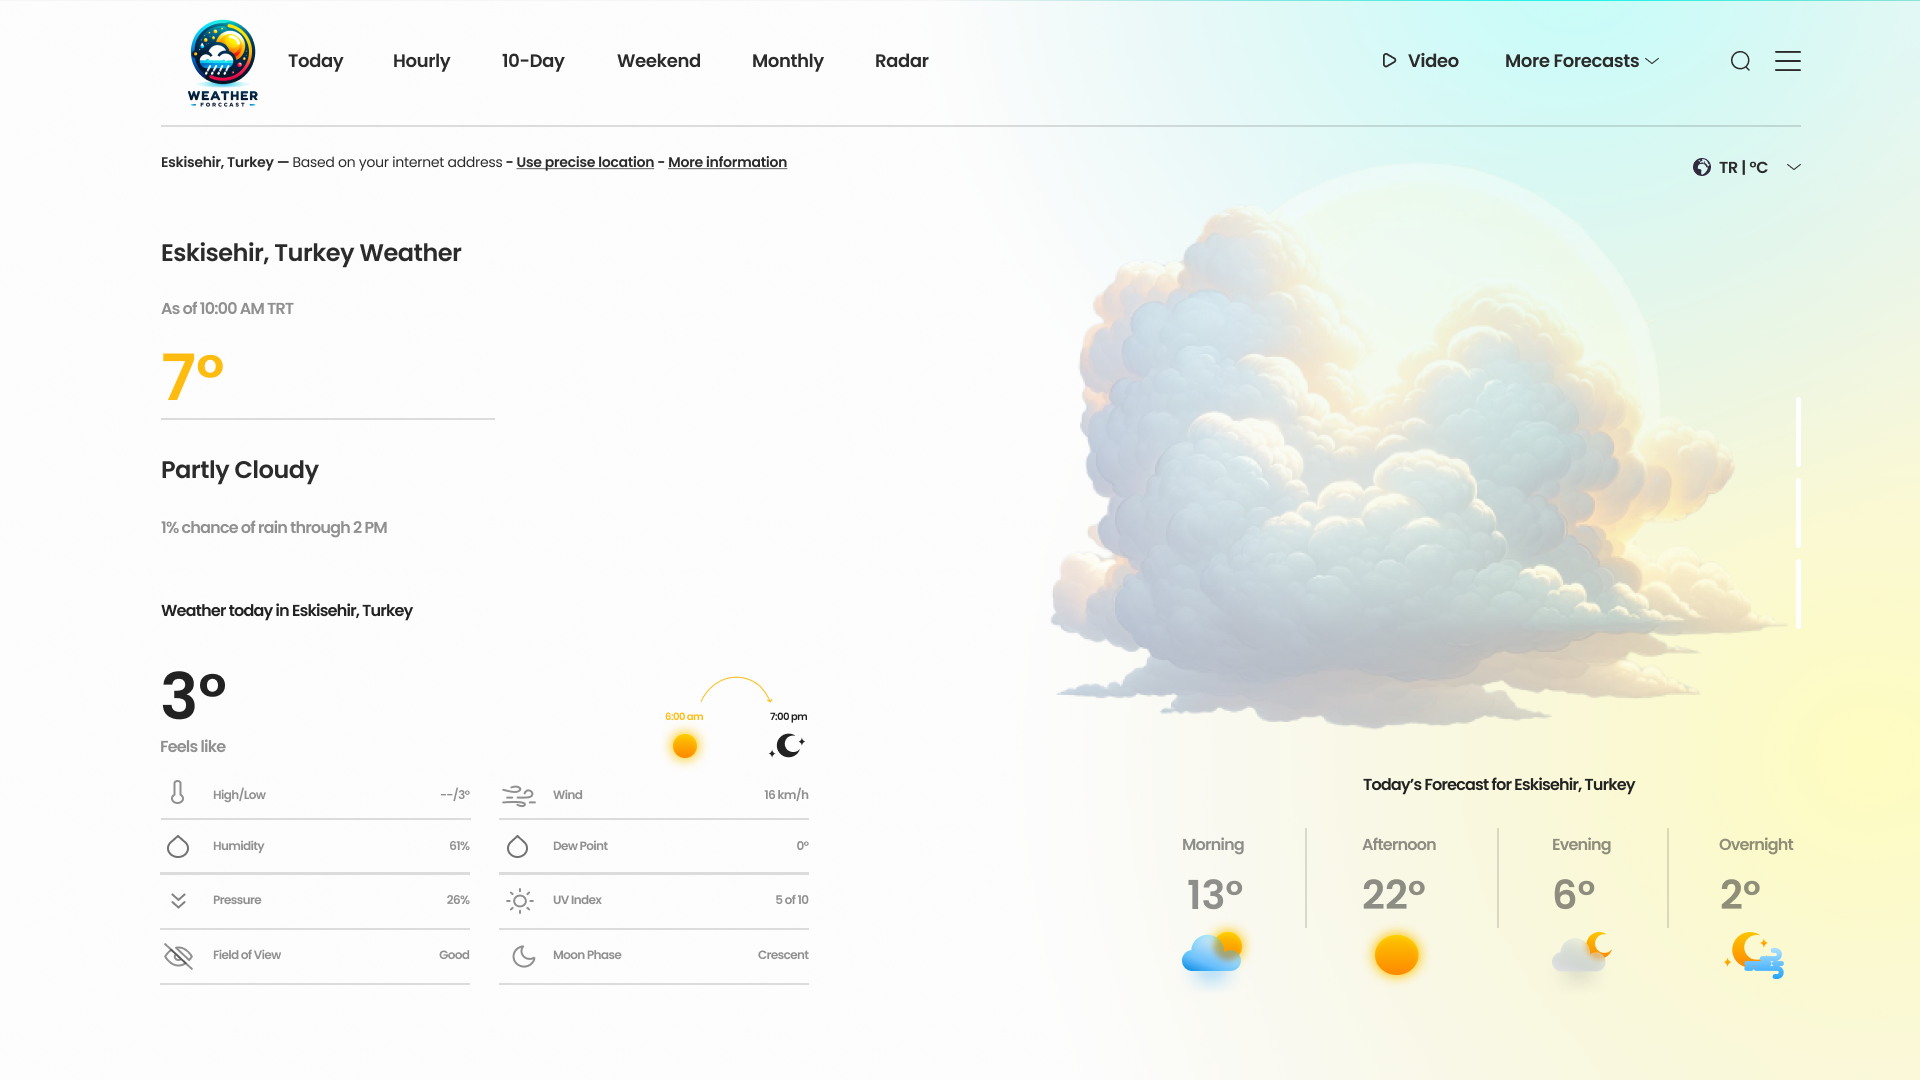 WEATHER
FORCCAST
Today
Hourly
10-Day
Weekend
Monthly
Radar
Video
More Forecasts
Eskisehir, Turkey — Based on your internet address - Use precise location - More information
TR | °C
Eskisehir, Turkey Weather
As of 10:00 AM TRT
7°
Partly Cloudy
1% chance of rain through 2 PM
Weather today in Eskisehir, Turkey
3°
Feels like
6:00 am
7:00 pm
High/Low --/3°
Wind 16 km/h
Humidity 61%
Dew Point 0°
Pressure 26%
UV Index 5 of 10
Field of View Good
Moon Phase Crescent
Today’s Forecast for Eskisehir, Turkey
Morning Afternoon Evening Overnight
13° 22° 6° 2°